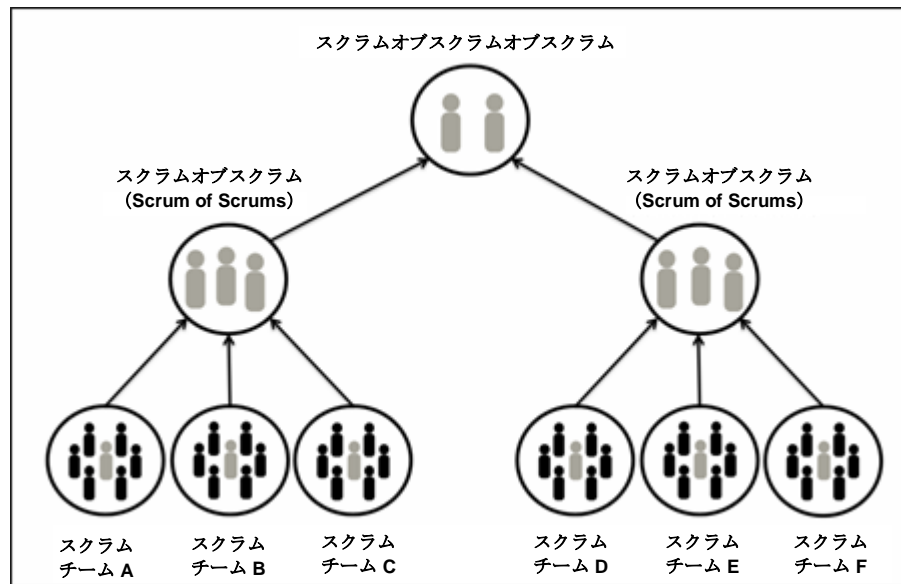 スクラムオブスクラムオブスクラム
スクラムオブスクラム
（Scrum of Scrums）
スクラムオブスクラム
（Scrum of Scrums）
スクラム
チーム A
スクラム
チーム B
スクラム
チーム C
スクラム
チーム D
スクラム
チーム E
スクラム
チーム F